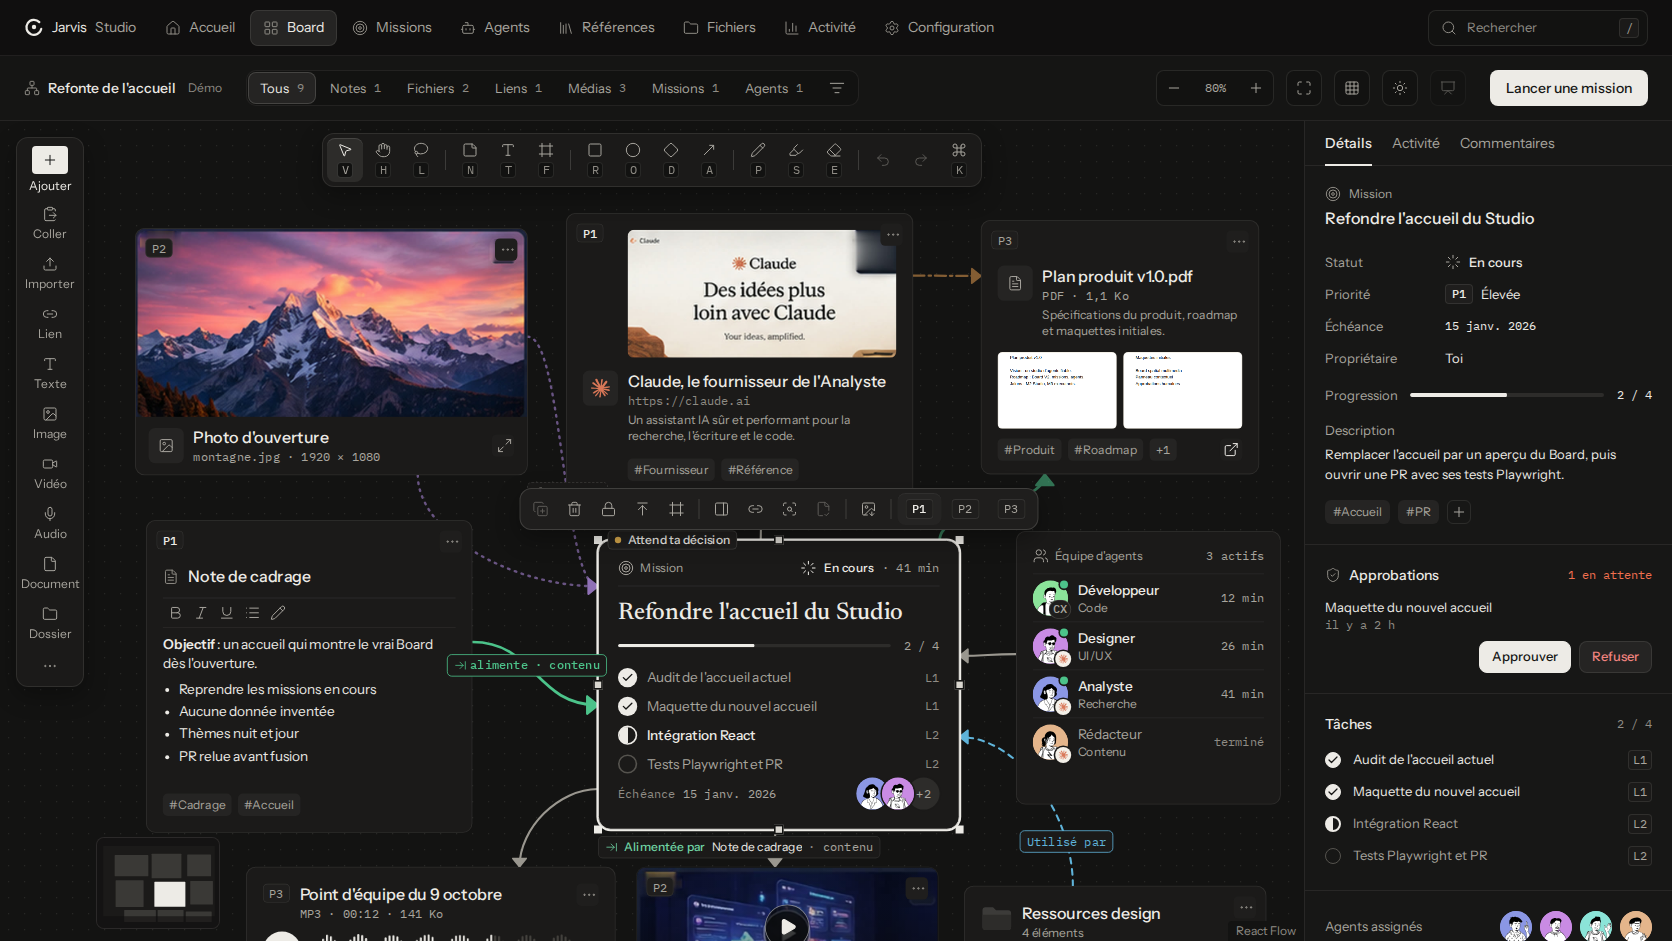 Jarvis Studio
Accueil
Board
Missions
Agents
Références
Fichiers
Activité
Configuration
Rechercher /
Refonte de l'accueil Démo
Tous 9
Notes 1
Fichiers 2
Liens 1
Médias 3
Missions 1
Agents 1
80%
Lancer une mission
V H L N T F R O D A P S E K
Ajouter
Coller
Importer
Lien
Texte
Image
Vidéo
Audio
Document
Dossier
P2
Photo d'ouverture
montagne.jpg · 1920 × 1080
P1
Claude
Claude
Des idées plus
loin avec Claude
Your ideas, amplified.
Claude, le fournisseur de l'Analyste
https://claude.ai
Un assistant IA sûr et performant pour la
recherche, l'écriture et le code.
#Fournisseur #Référence
P3
Plan produit v1.0.pdf
PDF · 1,1 Ko
Spécifications du produit, roadmap
et maquettes initiales.
Plan produit v1.0
Maquettes initiales
#Produit #Roadmap +1
P1 P2 P3
P1
Note de cadrage
B I U
Objectif : un accueil qui montre le vrai Board
dès l'ouverture.
• Reprendre les missions en cours
• Aucune donnée inventée
• Thèmes nuit et jour
• PR relue avant fusion
#Cadrage #Accueil
alimente · contenu
Attend ta décision
Mission
En cours · 41 min
Refondre l'accueil du Studio
2 / 4
Audit de l'accueil actuel L1
Maquette du nouvel accueil L1
Intégration React L2
Tests Playwright et PR L2
Échéance 15 janv. 2026
+2
Alimentée par Note de cadrage · contenu
Équipe d'agents 3 actifs
Développeur
Code
CX
12 min
Designer
UI/UX
26 min
Analyste
Recherche
41 min
Rédacteur
Contenu
terminé
Utilisé par
P3
Point d'équipe du 9 octobre
MP3 · 00:12 · 141 Ko
P2
Ressources design
4 éléments
React Flow
Détails
Activité
Commentaires
Mission
Refondre l'accueil du Studio
Statut En cours
Priorité P1 Élevée
Échéance 15 janv. 2026
Propriétaire Toi
Progression 2 / 4
Description
Remplacer l'accueil par un aperçu du Board, puis
ouvrir une PR avec ses tests Playwright.
#Accueil #PR
Approbations 1 en attente
Maquette du nouvel accueil
il y a 2 h
Approuver
Refuser
Tâches 2 / 4
Audit de l'accueil actuel L1
Maquette du nouvel accueil L1
Intégration React L2
Tests Playwright et PR L2
Agents assignés